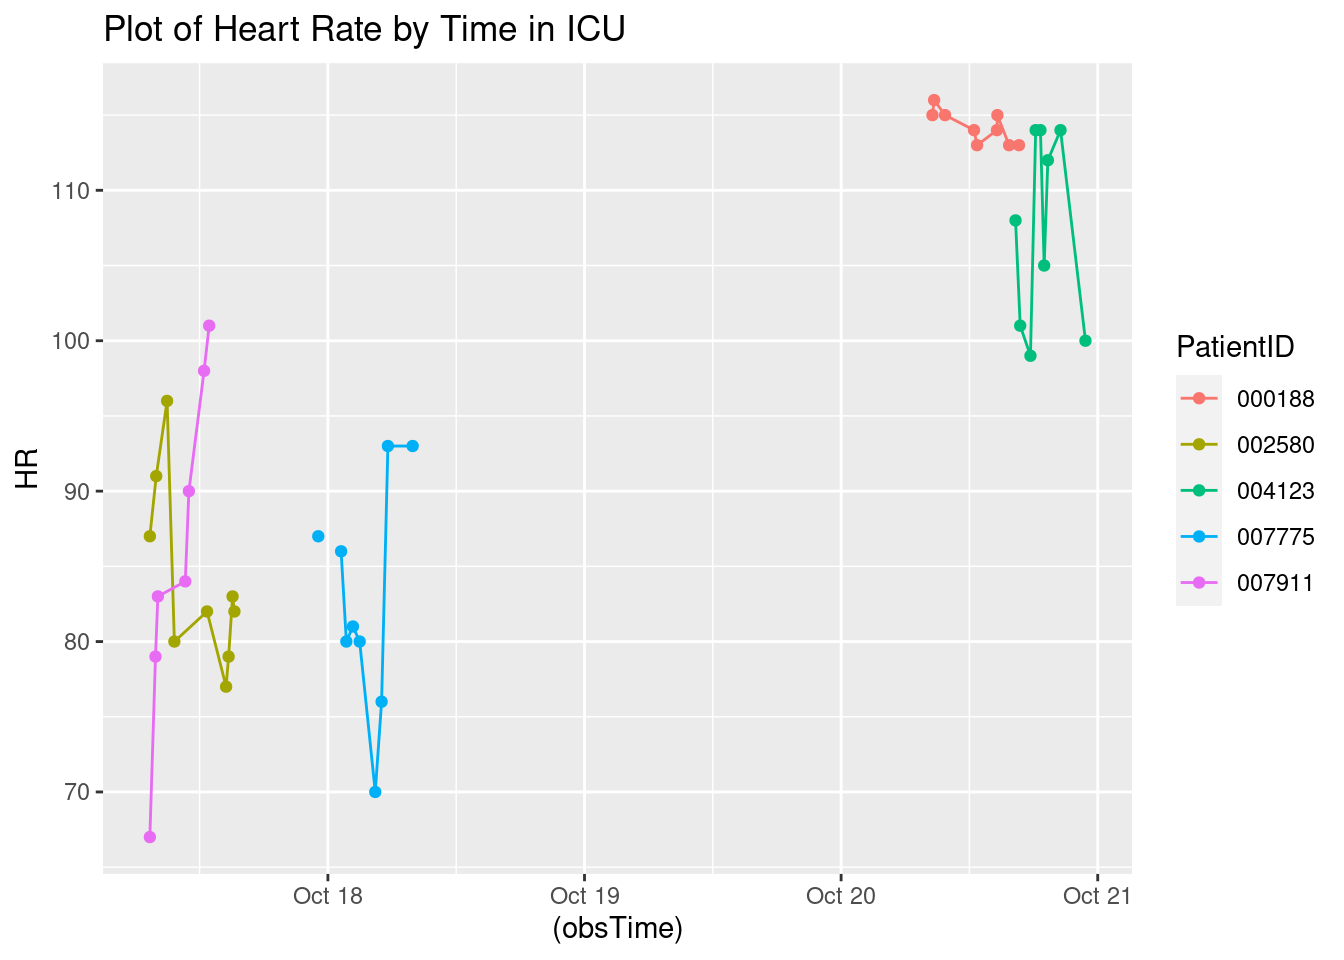 Plot of Heart Rate by Time in ICU
HR
110
100
90
80
70
Oct 18
Oct 19
Oct 20
Oct 21
(obsTime)
PatientID
000188
002580
004123
007775
007911